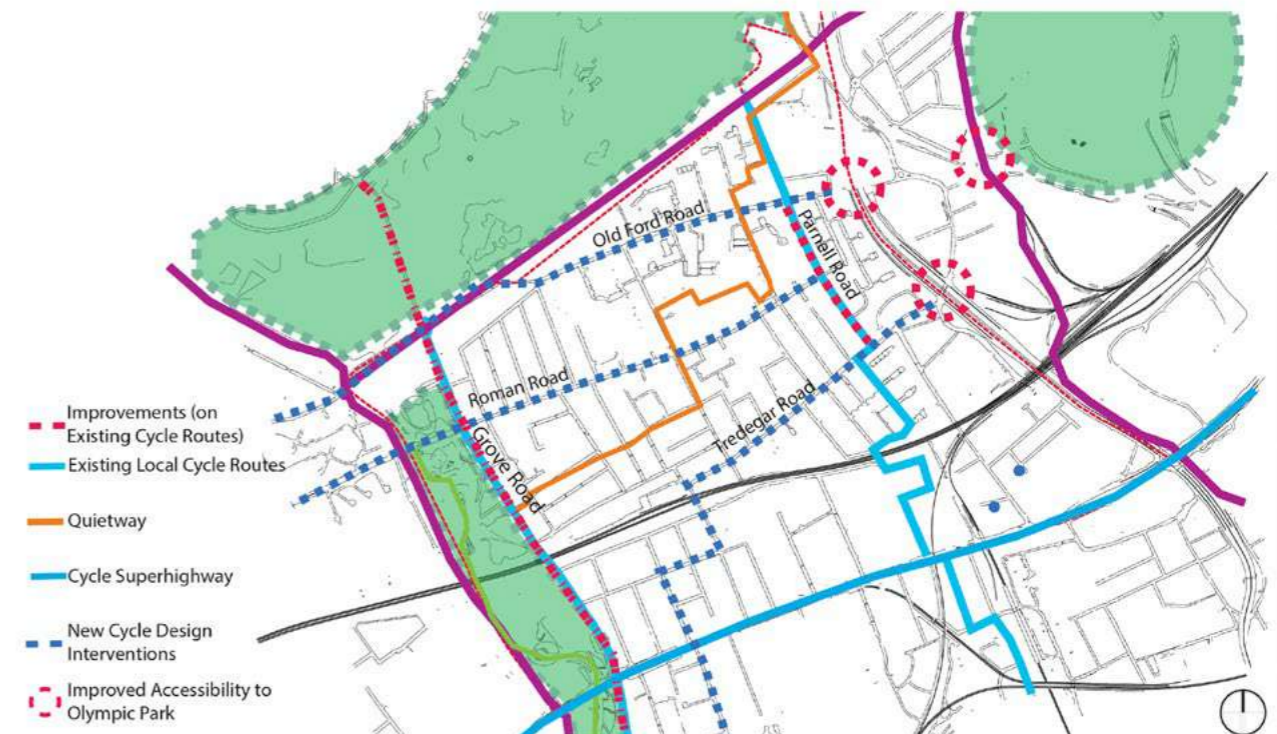 Old Ford Road
Parnell Road
Roman Road
Grove Road
Tredegar Road
Improvements (on
Existing Cycle Routes)
Existing Local Cycle Routes
Quietway
Cycle Superhighway
New Cycle Design
Interventions
Improved Accessibility to
Olympic Park